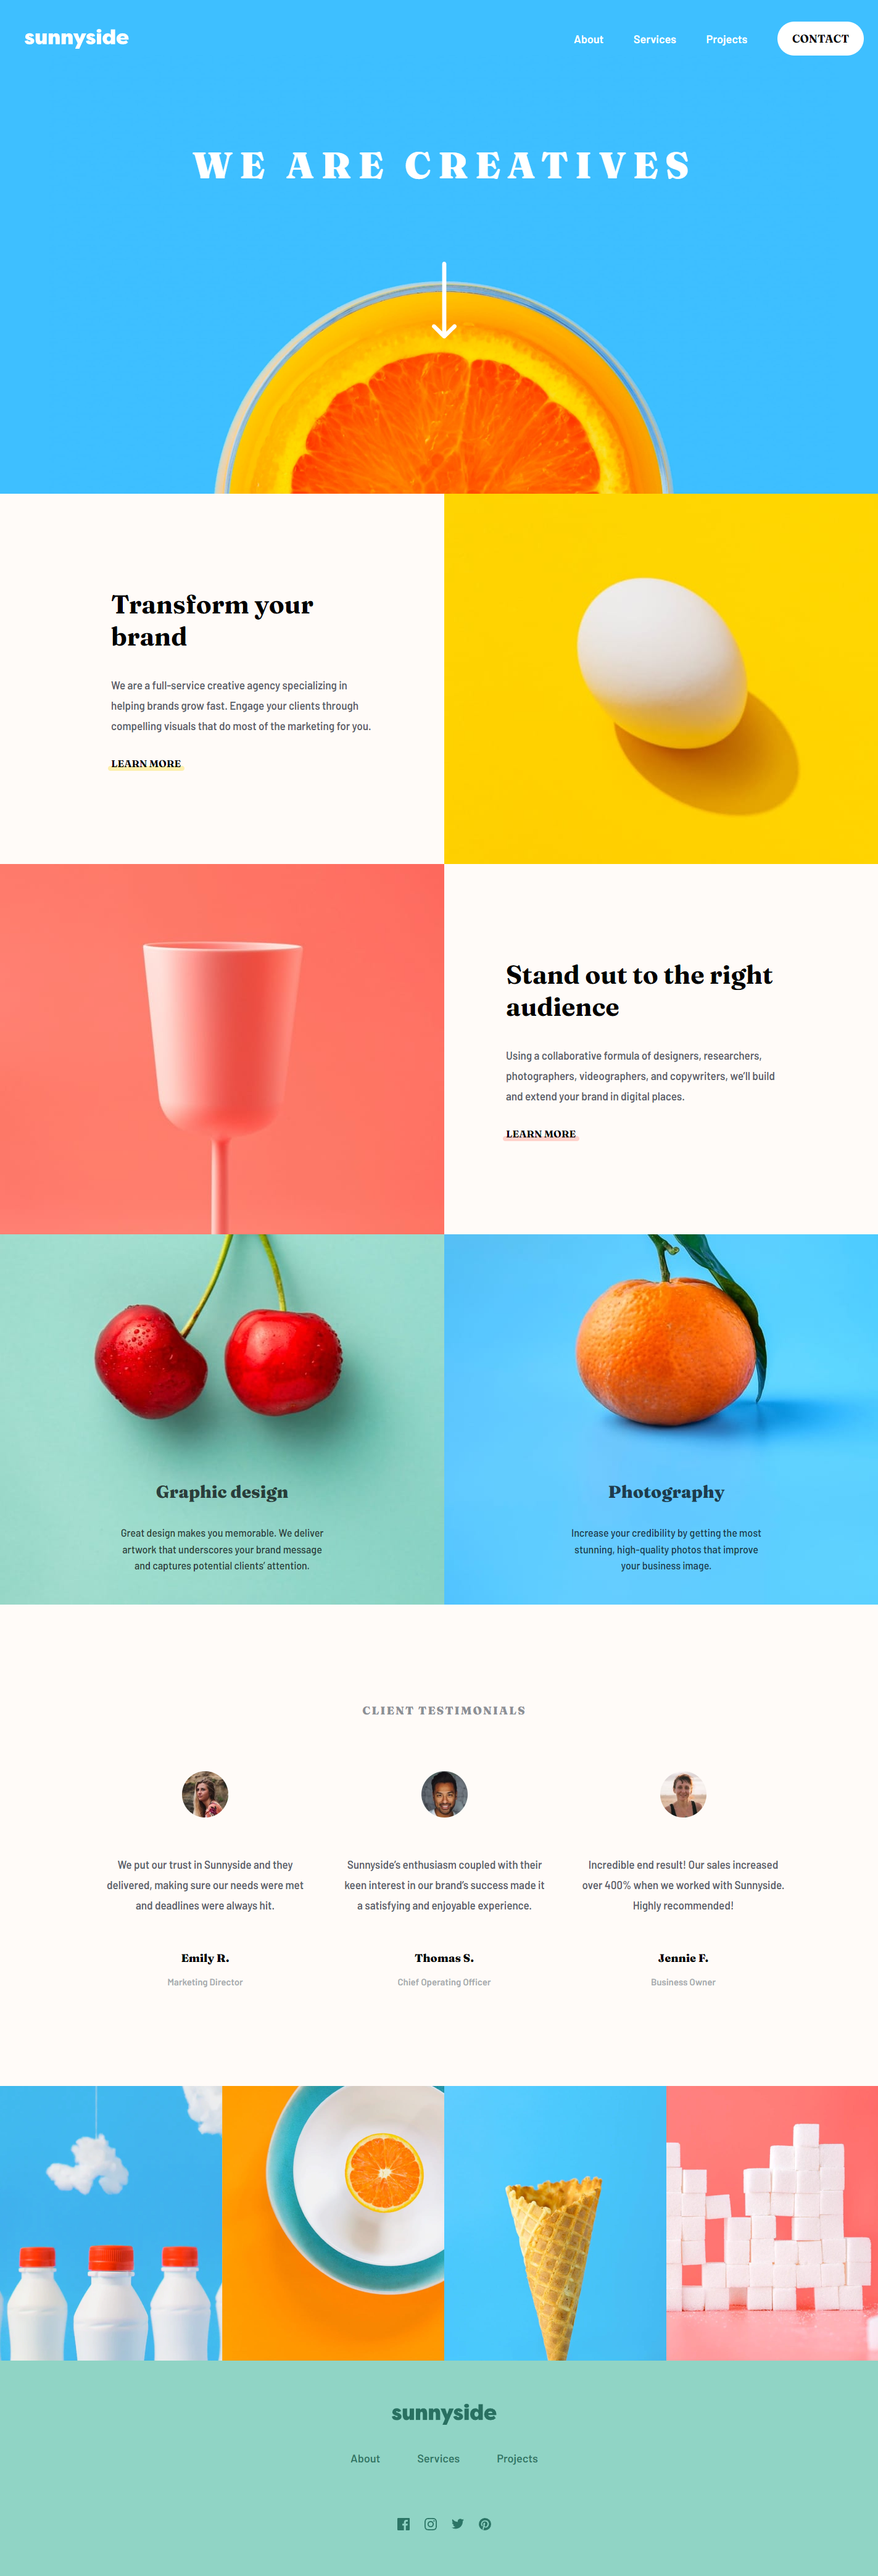 sunnyside
About Services Projects CONTACT
WE ARE CREATIVES
Transform your
brand
We are a full-service creative agency specializing in
helping brands grow fast. Engage your clients through
compelling visuals that do most of the marketing for you.
LEARN MORE
Stand out to the right
audience
Using a collaborative formula of designers, researchers,
photographers, videographers, and copywriters, we’ll build
and extend your brand in digital places.
LEARN MORE
Graphic design
Great design makes you memorable. We deliver
artwork that underscores your brand message
and captures potential clients’ attention.
Photography
Increase your credibility by getting the most
stunning, high-quality photos that improve
your business image.
CLIENT TESTIMONIALS
We put our trust in Sunnyside and they
delivered, making sure our needs were met
and deadlines were always hit.
Emily R.
Marketing Director
Sunnyside’s enthusiasm coupled with their
keen interest in our brand’s success made it
a satisfying and enjoyable experience.
Thomas S.
Chief Operating Officer
Incredible end result! Our sales increased
over 400% when we worked with Sunnyside.
Highly recommended!
Jennie F.
Business Owner
sunnyside
About Services Projects